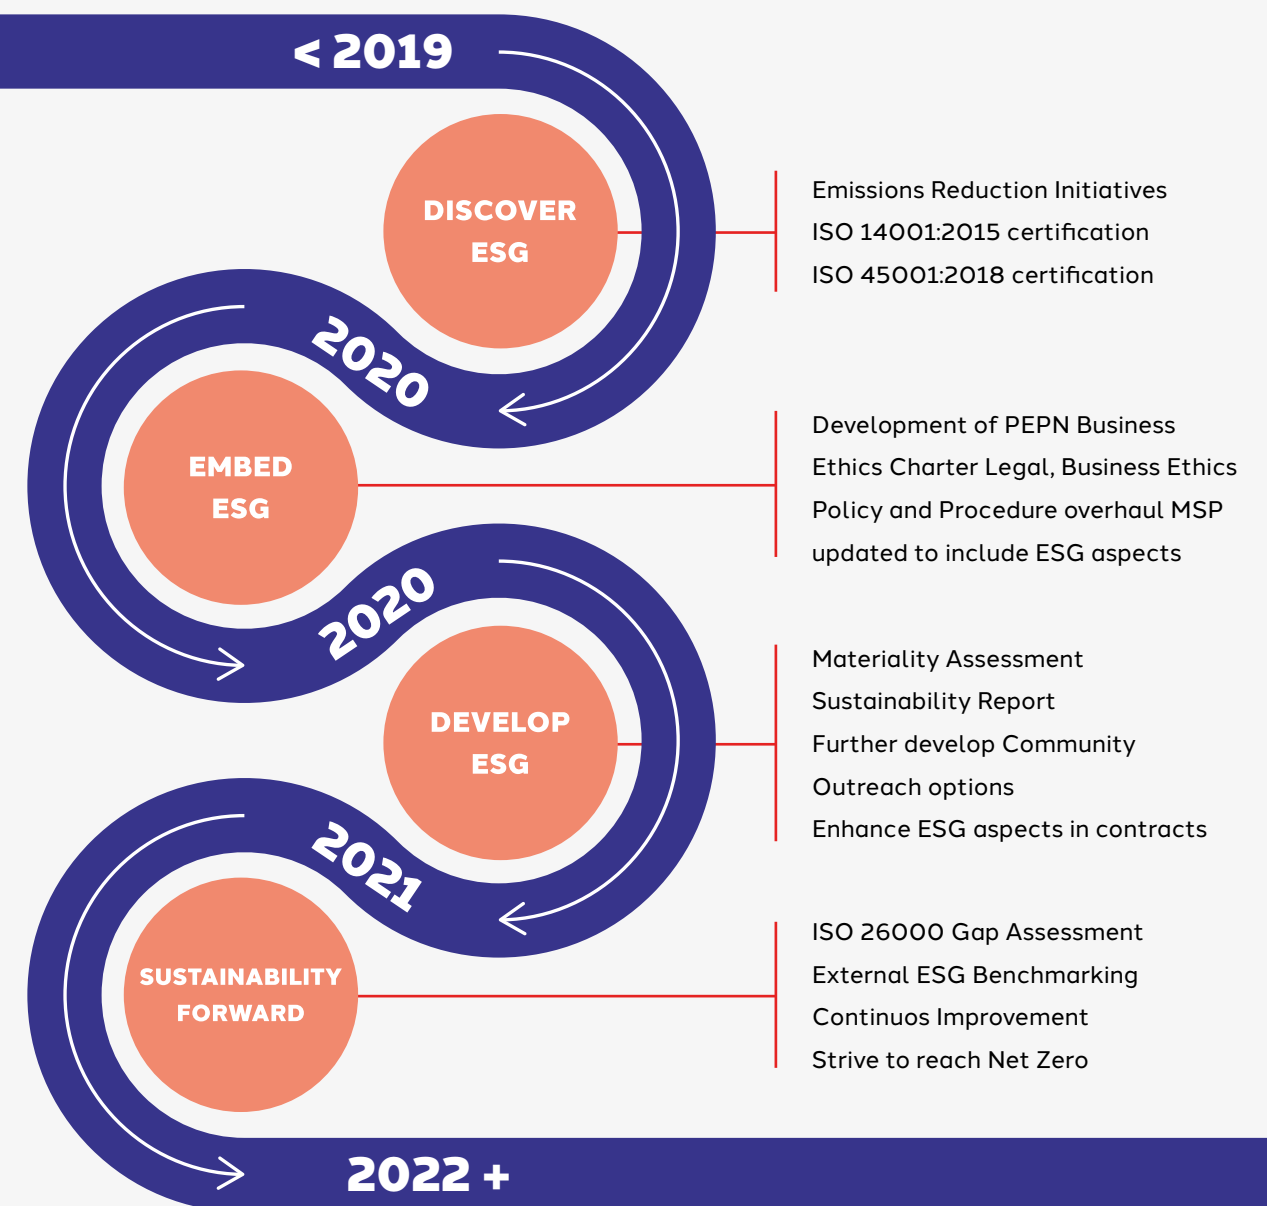 < 2019
DISCOVER
ESG
Emissions Reduction Initiatives
ISO 14001:2015 certification
ISO 45001:2018 certification
2020
EMBED
ESG
Development of PEPN Business
Ethics Charter Legal, Business Ethics
Policy and Procedure overhaul MSP
updated to include ESG aspects
2020
DEVELOP
ESG
Materiality Assessment
Sustainability Report
Further develop Community
Outreach options
Enhance ESG aspects in contracts
2021
SUSTAINABILITY
FORWARD
ISO 26000 Gap Assessment
External ESG Benchmarking
Continuos Improvement
Strive to reach Net Zero
2022 +